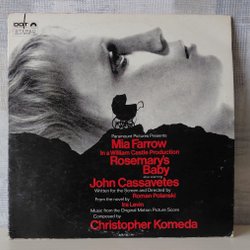 DOT
Paramount Pictures Presents
Mia Farrow
In a William Castle Production
Rosemary's
Baby
also starring
John Cassavetes
Written for the Screen and Directed by
Roman Polanski
From the novel by
Ira Levin
Music from the Original Motion Picture Score
Composed by
Christopher Komeda